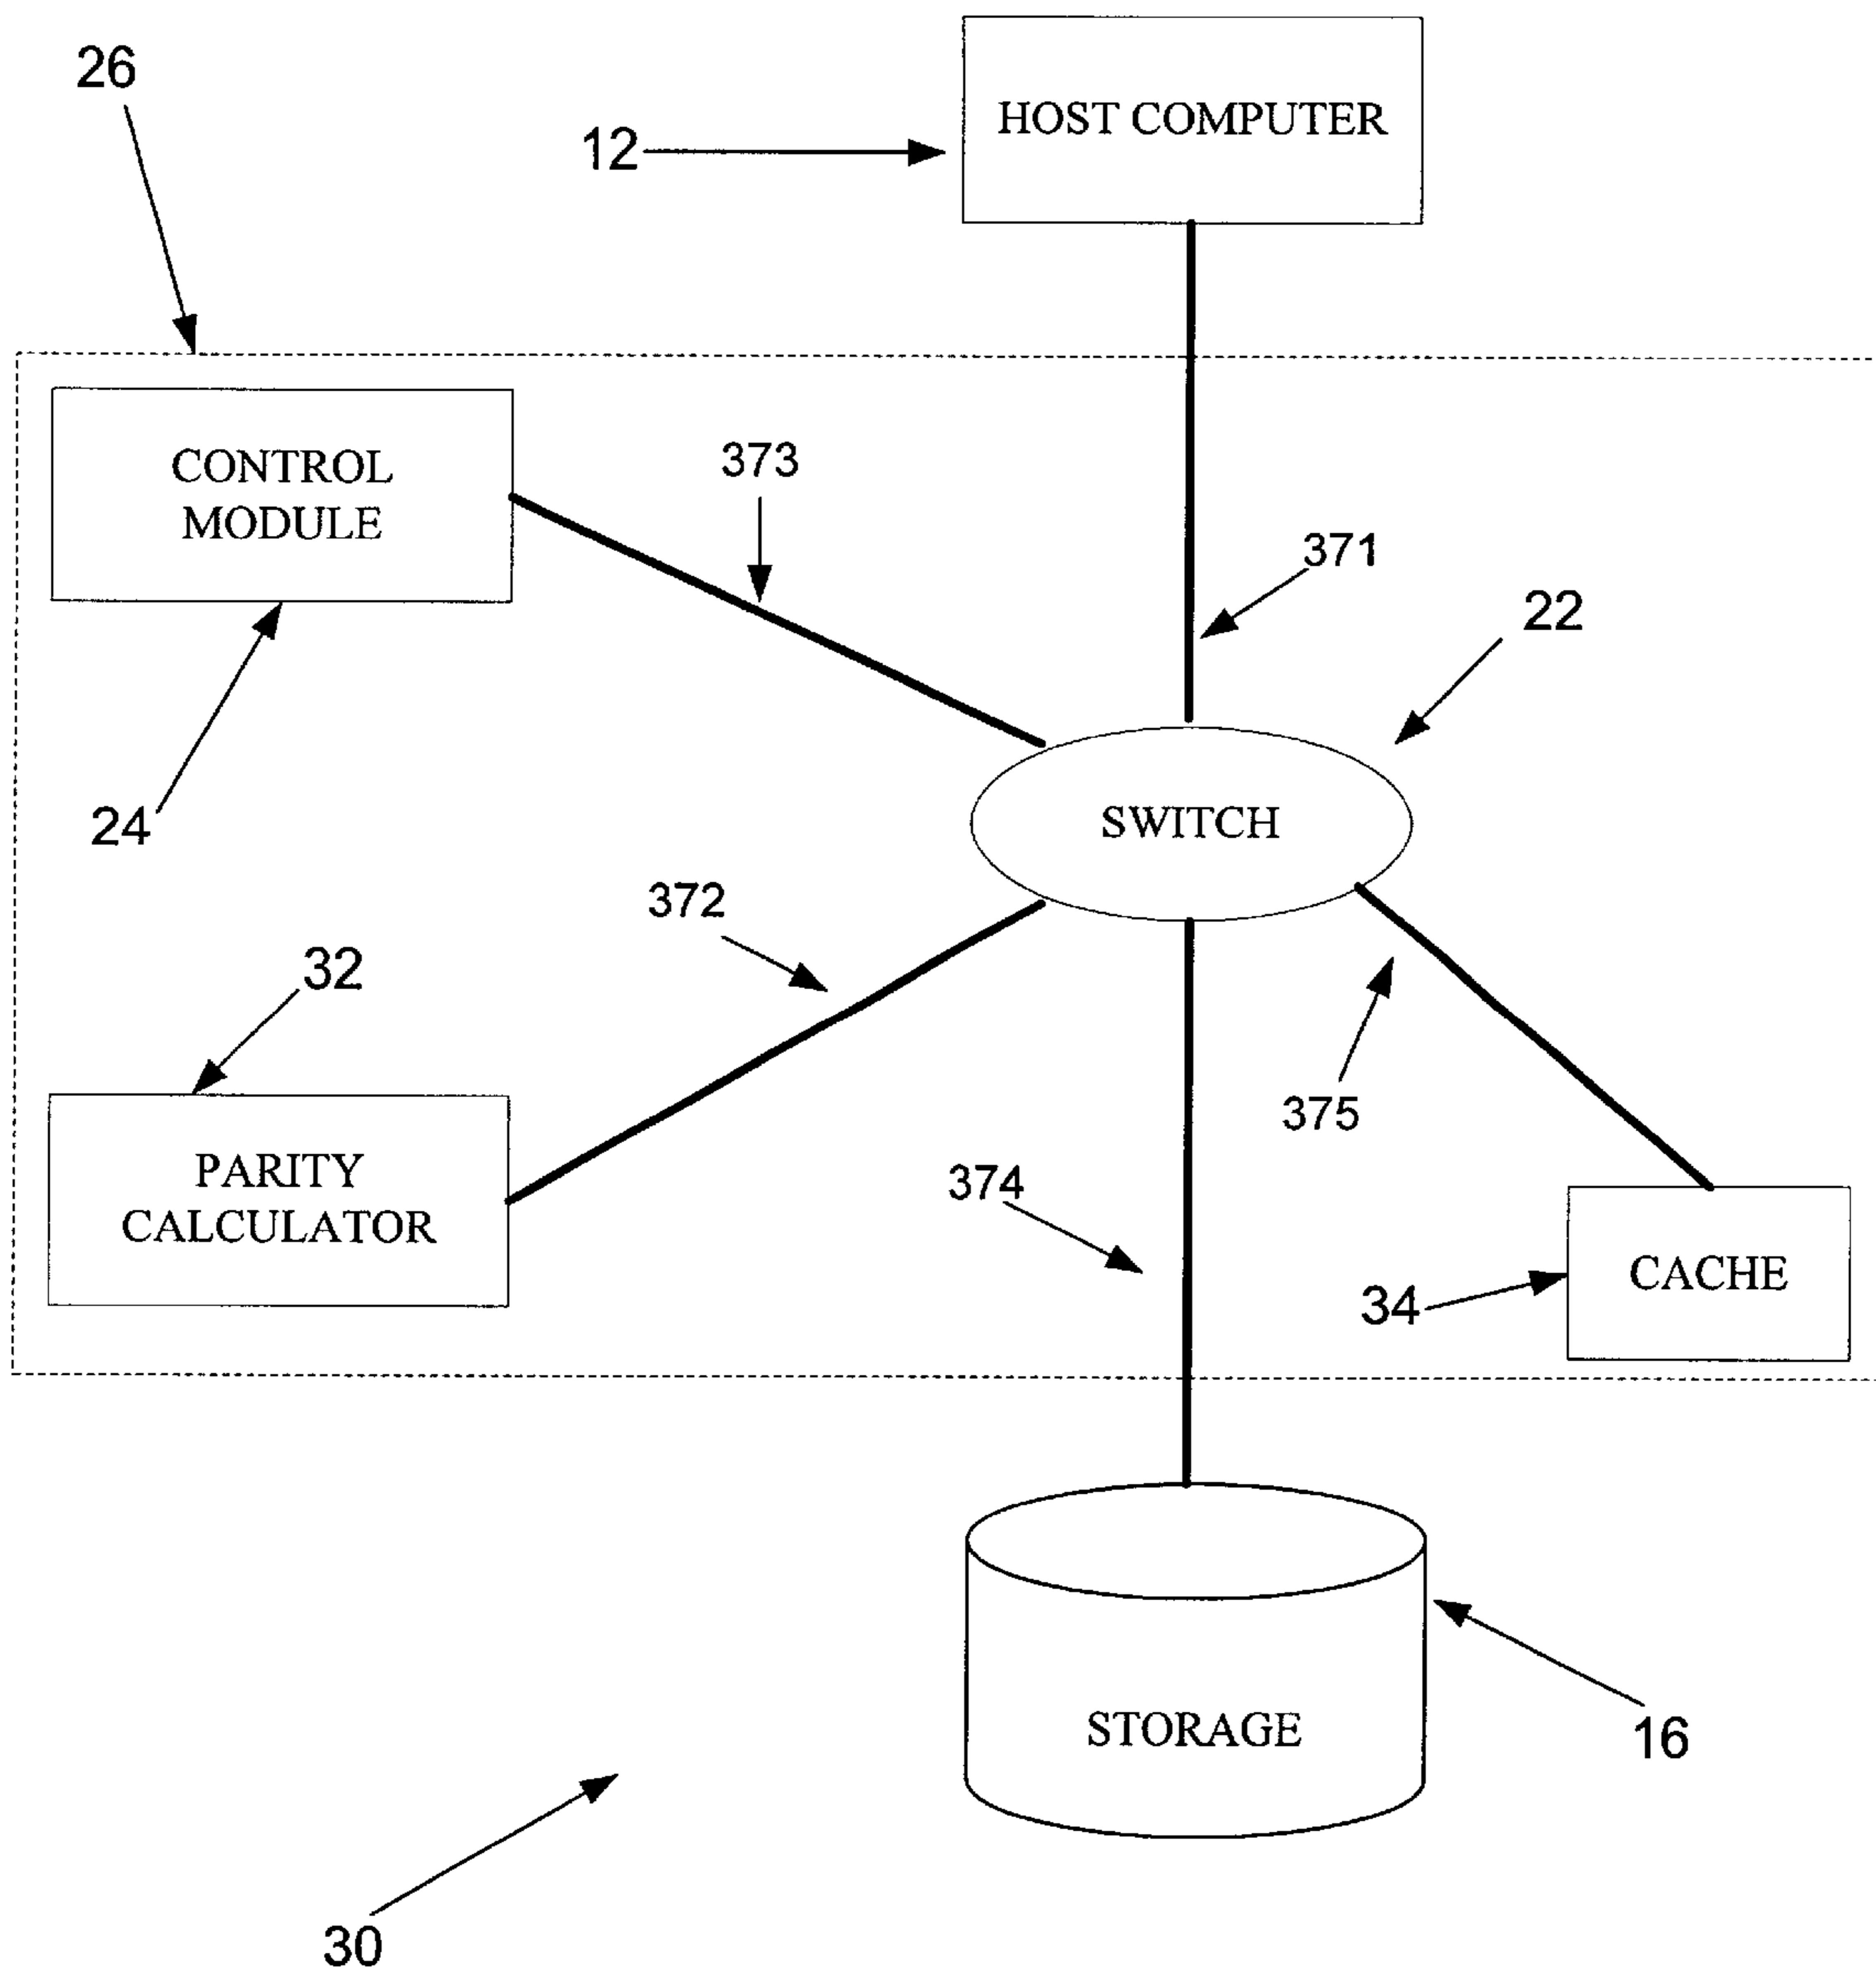 26
12
HOST COMPUTER
CONTROL
MODULE
373
371
22
24
SWITCH
372
32
375
PARITY
CALCULATOR
374
34
CACHE
STORAGE
16
30